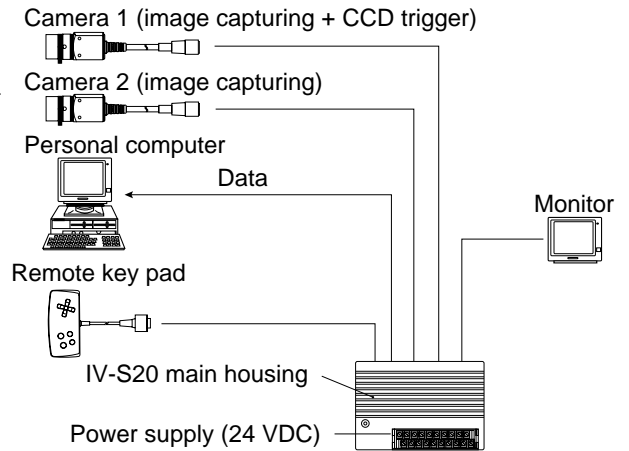 Camera 1 (image capturing + CCD trigger)
Camera 2 (image capturing)
Personal computer
Data
Monitor
Remote key pad
IV-S20 main housing
Power supply (24 VDC)